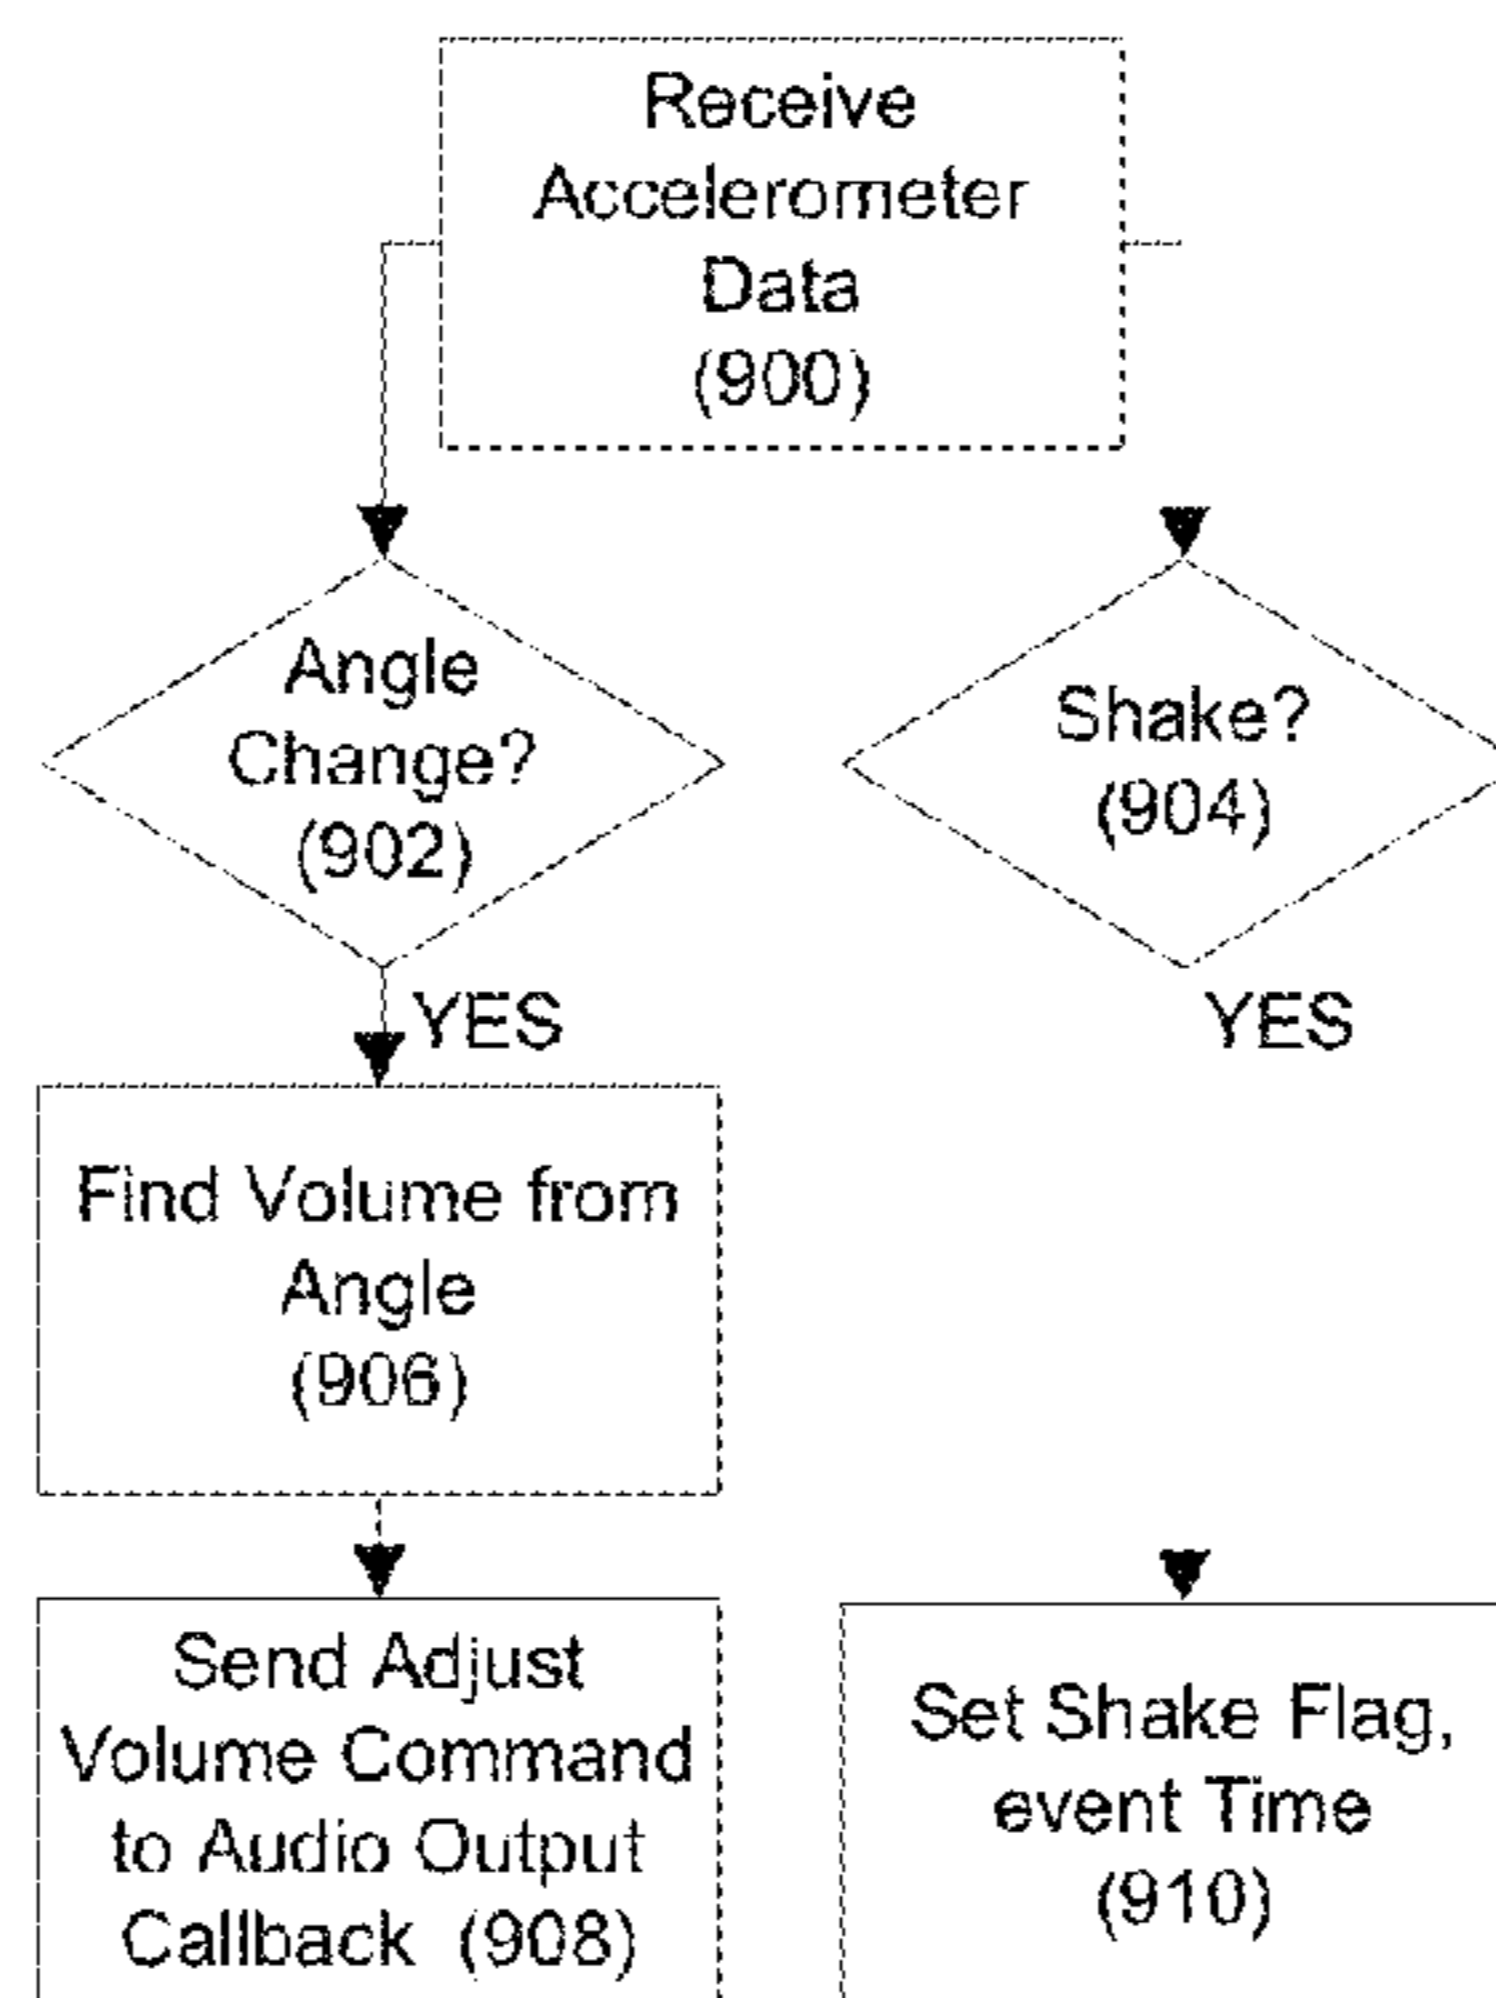 Receive
Accelerometer
Data
(900)
Angle
Change?
(902)
Shake?
(904)
YES
YES
Find Volume from
Angle
(906)
Send Adjust
Volume Command
to Audio Output
Callback (908)
Set Shake Flag,
event Time
(910)